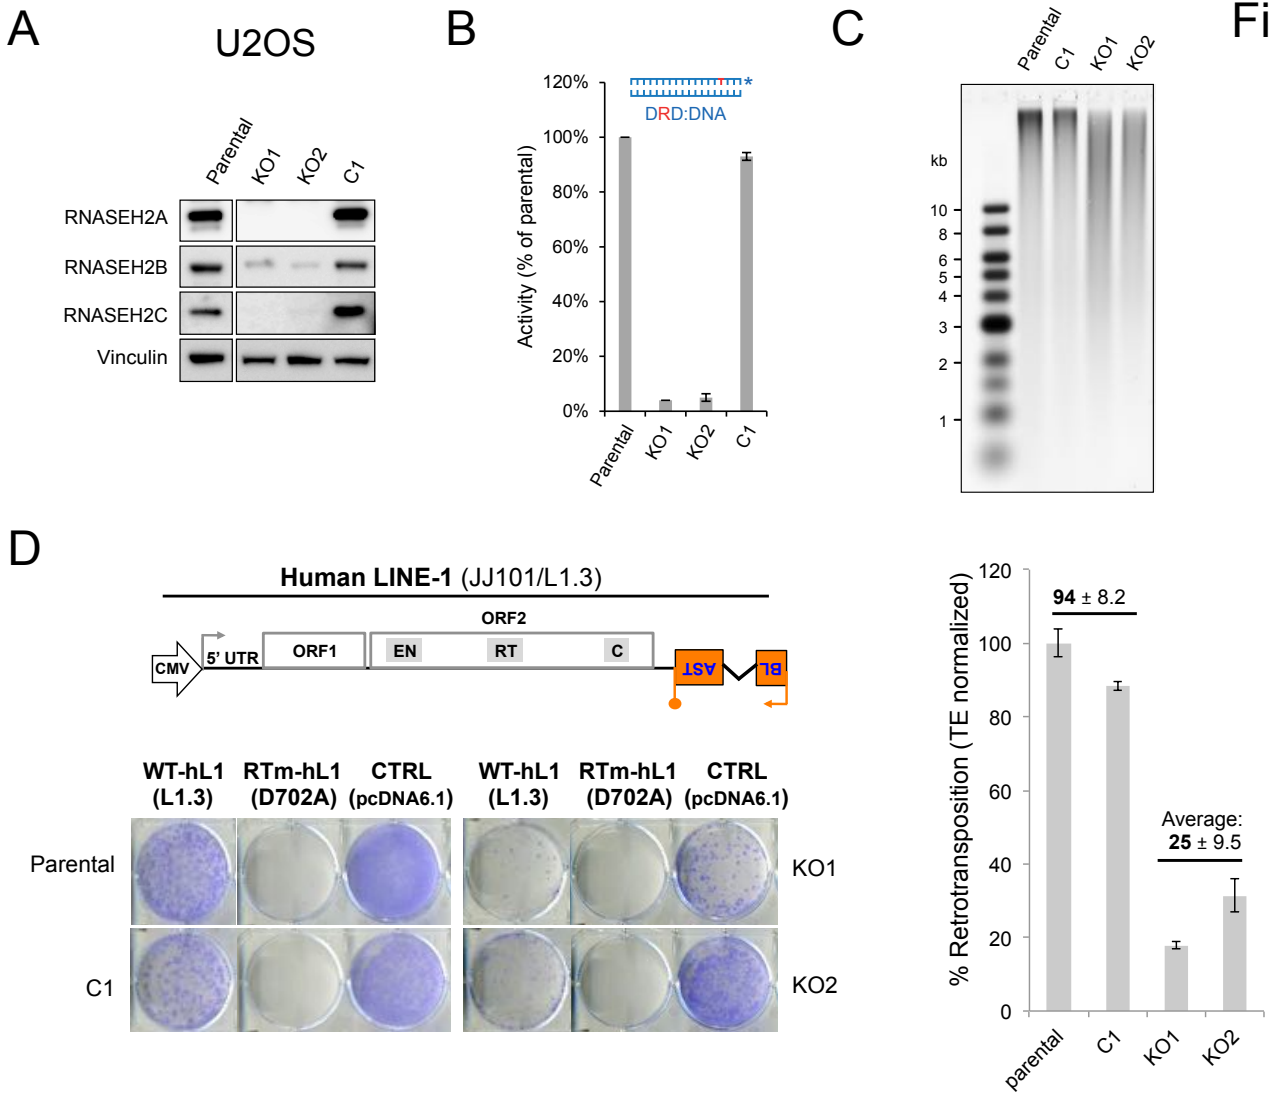 A
U2OS
Parental
KO1
KO2
C1
RNASEH2A
RNASEH2B
RNASEH2C
Vinculin
B
Activity (% of parental)
120%
100%
80%
60%
40%
20%
0%
*
DRD:DNA
Parental
KO1
KO2
C1
C
Parental
C1
KO1
KO2
kb
10
8
6
5
4
3
2
1
Fi
D
Human LINE-1 (JJ101/L1.3)
ORF2
CMV
5' UTR
ORF1
EN
RT
C
AST
BL
WT-hL1
(L1.3)
RTm-hL1
(D702A)
CTRL
(pcDNA6.1)
WT-hL1
(L1.3)
RTm-hL1
(D702A)
CTRL
(pcDNA6.1)
Parental
KO1
C1
KO2
% Retrotransposition (TE normalized)
120
100
80
60
40
20
0
94 ± 8.2
Average:
25 ± 9.5
parental
C1
KO1
KO2